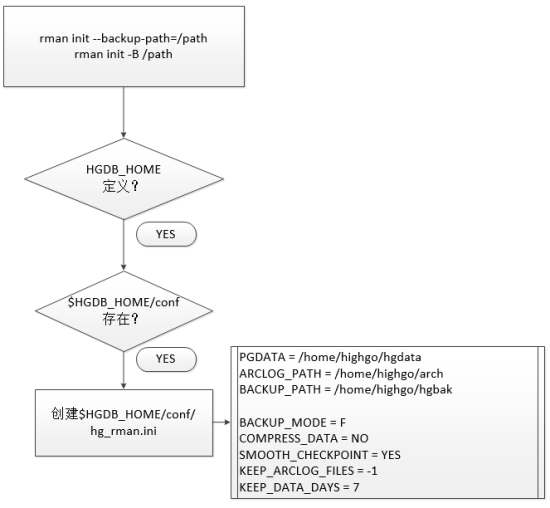 rman init --backup-path=/path
rman init -B /path
HGDB_HOME
定义?
YES
$HGDB_HOME/conf
存在?
YES
创建$HGDB_HOME/conf/
hg_rman.ini
PGDATA = /home/highgo/hgdata
ARCLOG_PATH = /home/highgo/arch
BACKUP_PATH = /home/highgo/hgbak
BACKUP_MODE = F
COMPRESS_DATA = NO
SMOOTH_CHECKPOINT = YES
KEEP_ARCLOG_FILES = -1
KEEP_DATA_DAYS = 7